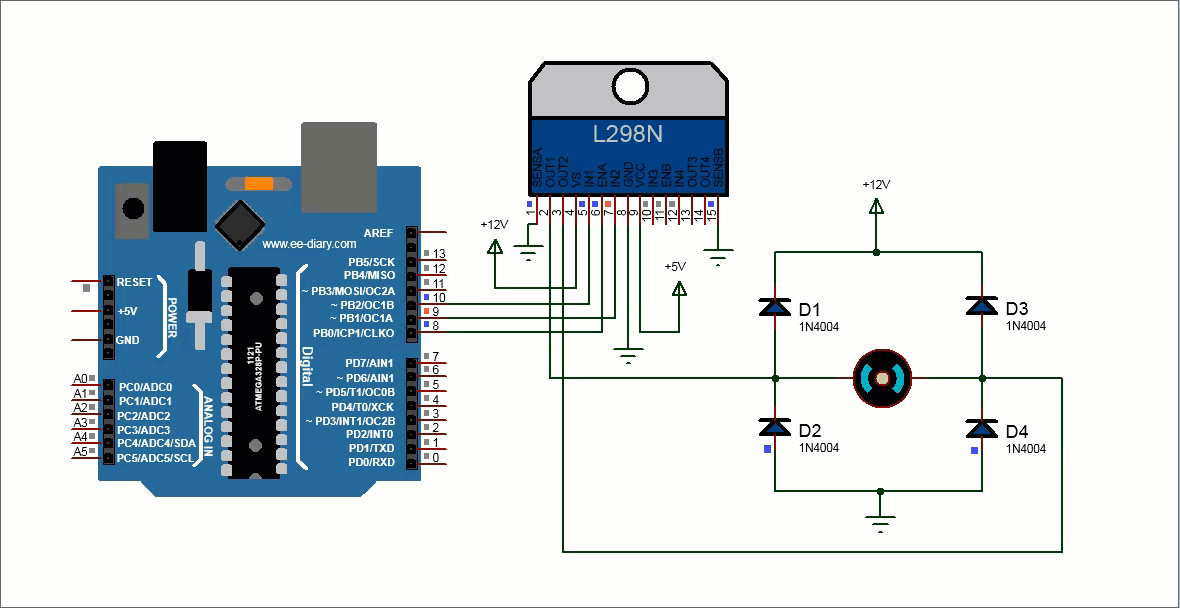 L298N
SENSA
OUT1
OUT2
VS
IN1
ENA
IN2
GND
VCC
IN3
ENB
IN4
OUT3
OUT4
SENSB
1
2
3
4
5
6
7
8
9
10
11
12
13
14
15
+12V
+5V
+12V
www.ee-diary.com
AREF
PB5/SCK 13
PB4/MISO 12
~ PB3/MOSI/OC2A 11
~ PB2/OC1B 10
~ PB1/OC1A 9
PB0/ICP1/CLKO 8
PD7/AIN1 7
~ PD6/AIN1 6
~ PD5/T1/OC0B 5
PD4/T0/XCK 4
~ PD3/INT1/OC2B 3
PD2/INT0 2
PD1/TXD 1
PD0/RXD 0
Digital
RESET
+5V
GND
POWER
A0 PC0/ADC0
A1 PC1/ADC1
A2 PC2/ADC2
A3 PC3/ADC3
A4 PC4/ADC4/SDA
A5 PC5/ADC5/SCL
ANALOG IN
1121
ATMEGA328P-PU
D1
1N4004
D3
1N4004
D2
1N4004
D4
1N4004